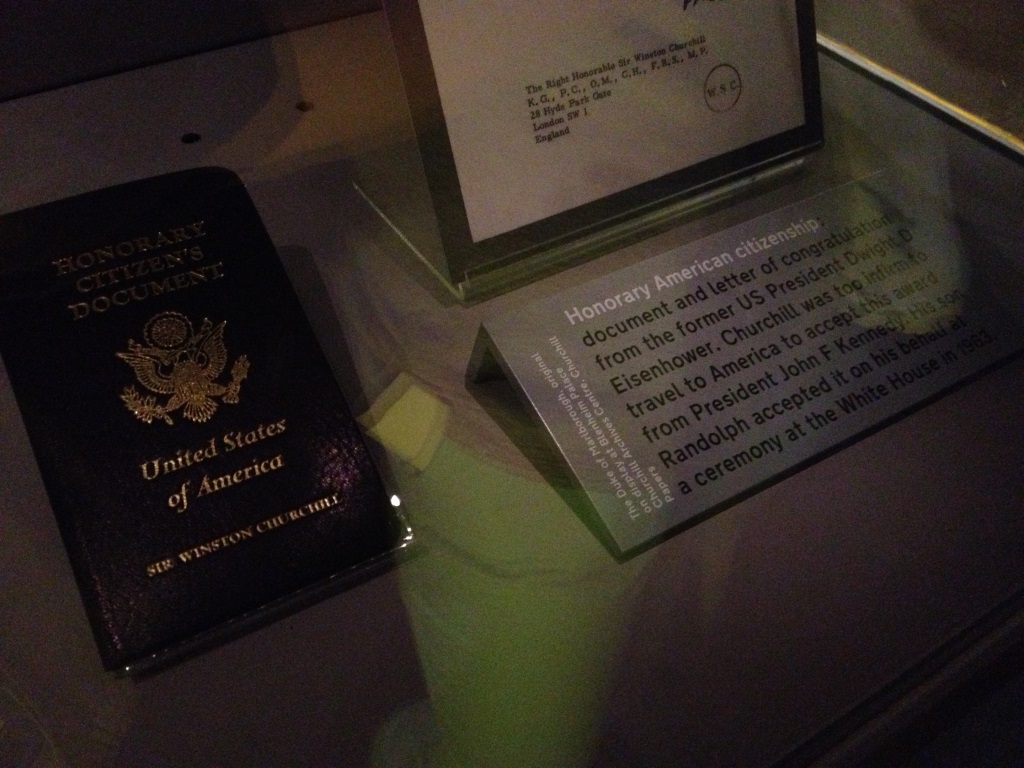 HONORARY
CITIZEN'S
DOCUMENT
United States
of America
SIR WINSTON CHURCHILL
The Right Honorable Sir Winston Churchill
K.G., P.C., O.M., C.H., F.R.S., M.P.
28 Hyde Park Gate
London SW 1
England
W.S.C.
Honorary American citizenship:
document and letter of congratulation
from the former US President Dwight D
Eisenhower. Churchill was too infirm to
travel to America to accept this award
from President John F Kennedy. His son
Randolph accepted it on his behalf at
a ceremony at the White House in 1963.
The Duke of Marlborough, original
on display at Blenheim Palace
Churchill Archives Centre, Churchill
Papers